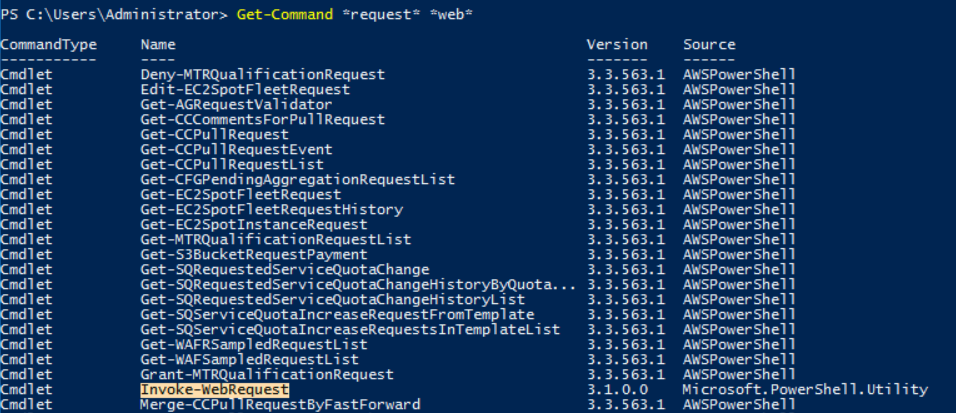 PS C:\Users\Administrator> Get-Command *request* *web*
CommandType Name Version Source
----------- ---- ------- ------
Cmdlet Deny-MTRQualificationRequest 3.3.563.1 AWSPowerShell
Cmdlet Edit-EC2SpotFleetRequest 3.3.563.1 AWSPowerShell
Cmdlet Get-AGRequestValidator 3.3.563.1 AWSPowerShell
Cmdlet Get-CCCommentsForPullRequest 3.3.563.1 AWSPowerShell
Cmdlet Get-CCPullRequest 3.3.563.1 AWSPowerShell
Cmdlet Get-CCPullRequestEvent 3.3.563.1 AWSPowerShell
Cmdlet Get-CCPullRequestList 3.3.563.1 AWSPowerShell
Cmdlet Get-CFGPendingAggregationRequestList 3.3.563.1 AWSPowerShell
Cmdlet Get-EC2SpotFleetRequest 3.3.563.1 AWSPowerShell
Cmdlet Get-EC2SpotFleetRequestHistory 3.3.563.1 AWSPowerShell
Cmdlet Get-EC2SpotInstanceRequest 3.3.563.1 AWSPowerShell
Cmdlet Get-MTRQualificationRequestList 3.3.563.1 AWSPowerShell
Cmdlet Get-S3BucketRequestPayment 3.3.563.1 AWSPowerShell
Cmdlet Get-SQRequestedServiceQuotaChange 3.3.563.1 AWSPowerShell
Cmdlet Get-SQRequestedServiceQuotaChangeHistoryByQuota... 3.3.563.1 AWSPowerShell
Cmdlet Get-SQRequestedServiceQuotaChangeHistoryList 3.3.563.1 AWSPowerShell
Cmdlet Get-SQServiceQuotaIncreaseRequestFromTemplate 3.3.563.1 AWSPowerShell
Cmdlet Get-SQServiceQuotaIncreaseRequestsInTemplateList 3.3.563.1 AWSPowerShell
Cmdlet Get-WAFRSampledRequestList 3.3.563.1 AWSPowerShell
Cmdlet Get-WAFSampledRequestList 3.3.563.1 AWSPowerShell
Cmdlet Grant-MTRQualificationRequest 3.3.563.1 AWSPowerShell
Cmdlet Invoke-WebRequest 3.1.0.0 Microsoft.PowerShell.Utility
Cmdlet Merge-CCPullRequestByFastForward 3.3.563.1 AWSPowerShell